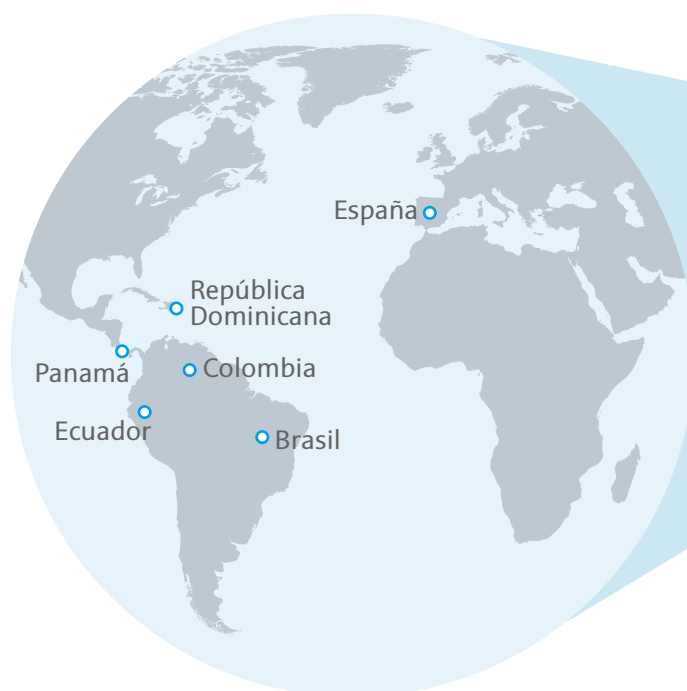 España
República
Dominicana
Panamá
Colombia
Ecuador
Brasil